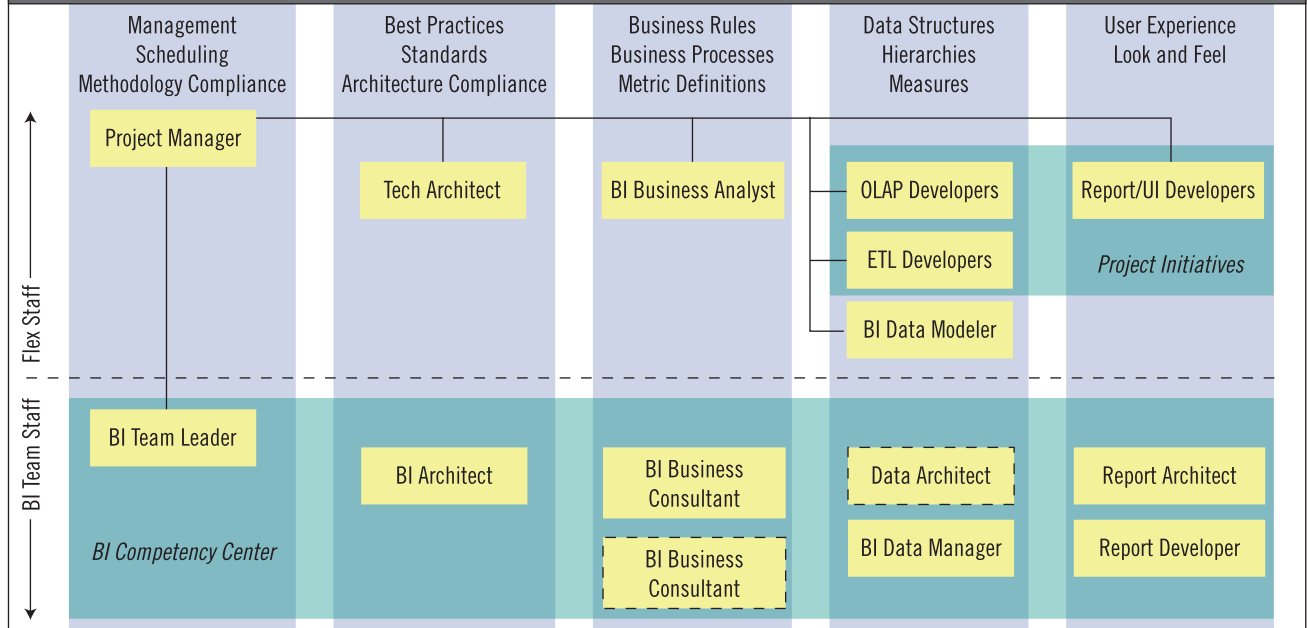 Management
Scheduling
Methodology Compliance
Best Practices
Standards
Architecture Compliance
Business Rules
Business Processes
Metric Definitions
Data Structures
Hierarchies
Measures
User Experience
Look and Feel
Flex Staff
Project Manager
Tech Architect
BI Business Analyst
OLAP Developers
Report/UI Developers
ETL Developers
Project Initiatives
BI Data Modeler
BI Team Staff
BI Team Leader
BI Architect
BI Business
Consultant
Data Architect
Report Architect
BI Competency Center
BI Business
Consultant
BI Data Manager
Report Developer